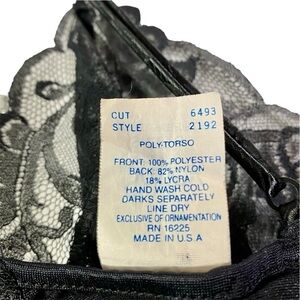 CUT 6493
STYLE 2192
POLY-TORSO
FRONT: 100% POLYESTER
BACK: 82% NYLON
18% LYCRA
HAND WASH COLD
DARKS SEPARATELY
LINE DRY
EXCLUSIVE OF ORNAMENTATION
RN 16225
MADE IN U.S.A